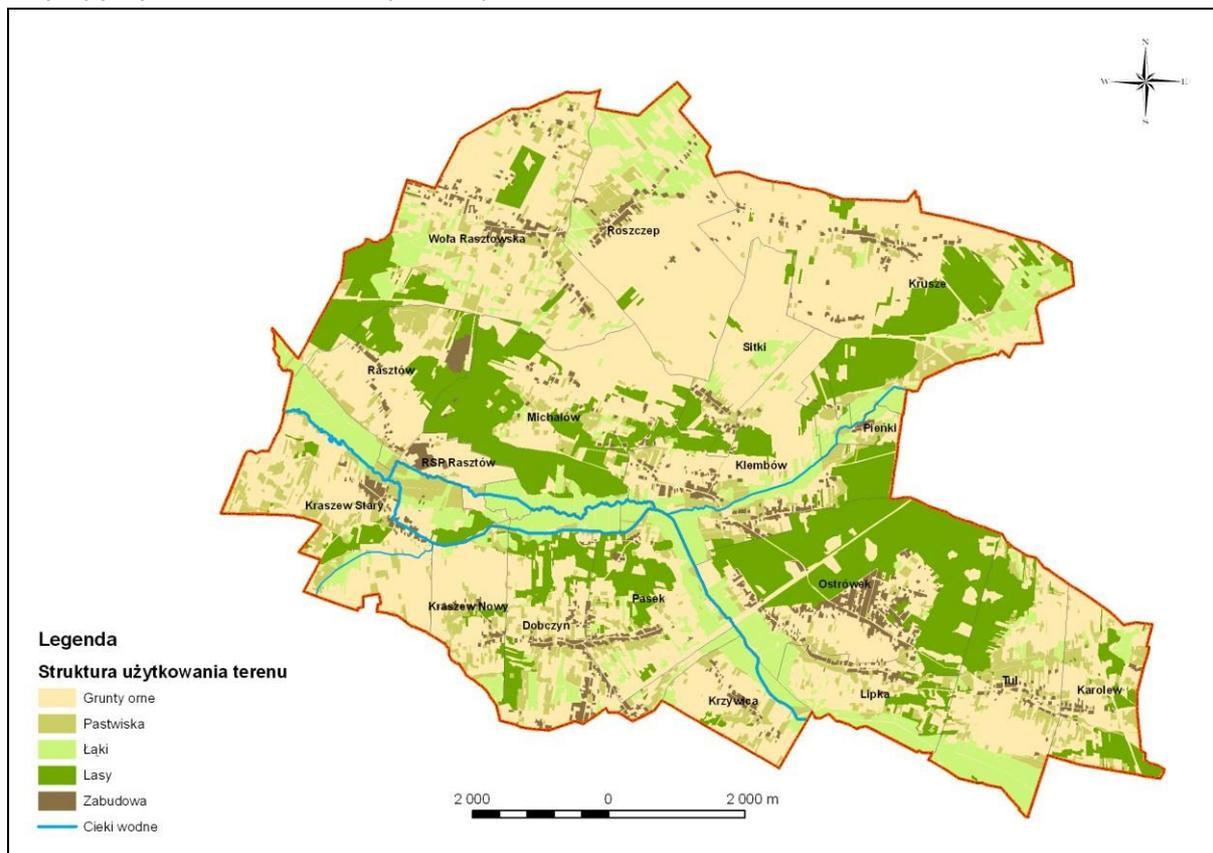 N
W E
S
Wola Rasztowska
Roszczep
Krusze
Sitki
Rasztów
Michałów
Pieńki
RSP Rasztów
Klembów
Kraszew Stary
Ostrówek
Kraszew Nowy
Pasek
Dobczyn
Krzywica
Lipka
Tul
Karolew
Legenda
Struktura użytkowania terenu
Grunty orne
Pastwiska
Łąki
Lasy
Zabudowa
Cieki wodne
2 000 0 2 000 m